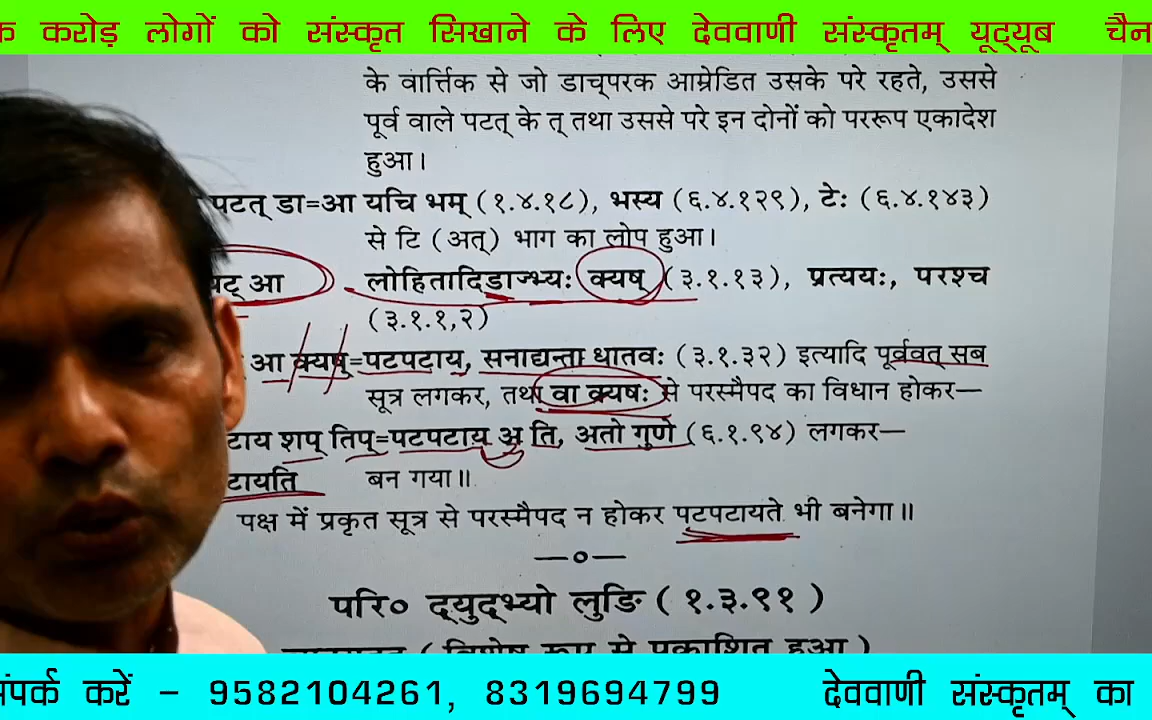 करोड़ लोगों को संस्कृत सिखाने के लिए देववाणी संस्कृतम् यूट्यूब
के वार्त्तिक से जो डाच्‌परक आम्रेडित उसके परे रहते, उससे
पूर्व वाले पटत् के त् तथा उससे परे इन दोनों को पररूप एकादेश
हुआ।
पटत् डा=आ यचि भम् (१.४.१८), भस्य (६.४.१२९), टेः (६.४.१४३)
से टि (अत्) भाग का लोप हुआ।
आ लोहितादिडाज्भ्यः क्यष् (३.१.१३), प्रत्ययः, परश्च
(३.१.१,२)
आ क्यष्=पटपटाय, सनाद्यन्ता धातवः (३.१.३२) इत्यादि पूर्ववत् सब
सूत्र लगकर, तथा वा क्यषः से परस्मैपद का विधान होकर—
टाय शप् तिप्=पटपटाय अ ति, अतो गुणे (६.१.९४) लगकर—
टायति बन गया॥
पक्ष में प्रकृत सूत्र से परस्मैपद न होकर पटपटायते भी बनेगा॥
—०—
परि० द्युद्भ्यो लुङि (१.३.९१)
(विशेष रूप से प्रकाशित हुआ)
संपर्क करें - 9582104261, 8319694799 देववाणी संस्कृतम् का